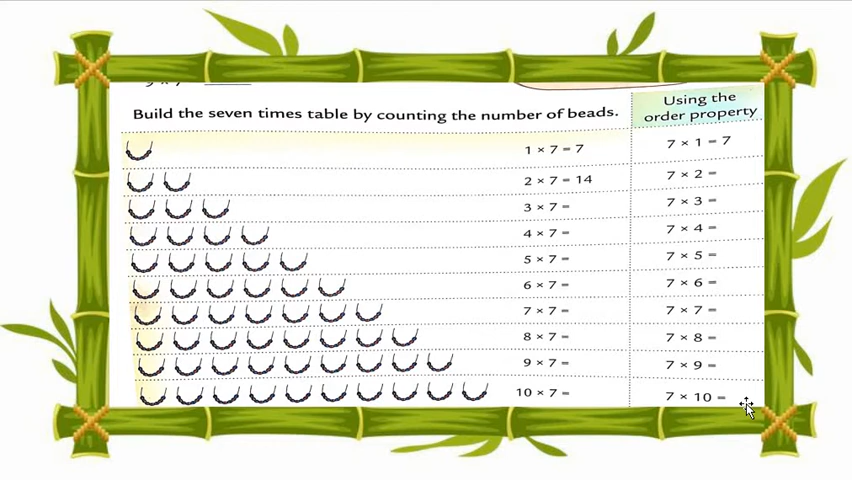 Build the seven times table by counting the number of beads.
Using the
order property
1 × 7 = 7
7 × 1 = 7
2 × 7 = 14
7 × 2 =
3 × 7 =
7 × 3 =
4 × 7 =
7 × 4 =
5 × 7 =
7 × 5 =
6 × 7 =
7 × 6 =
7 × 7 =
7 × 7 =
8 × 7 =
7 × 8 =
9 × 7 =
7 × 9 =
10 × 7 =
7 × 10 =